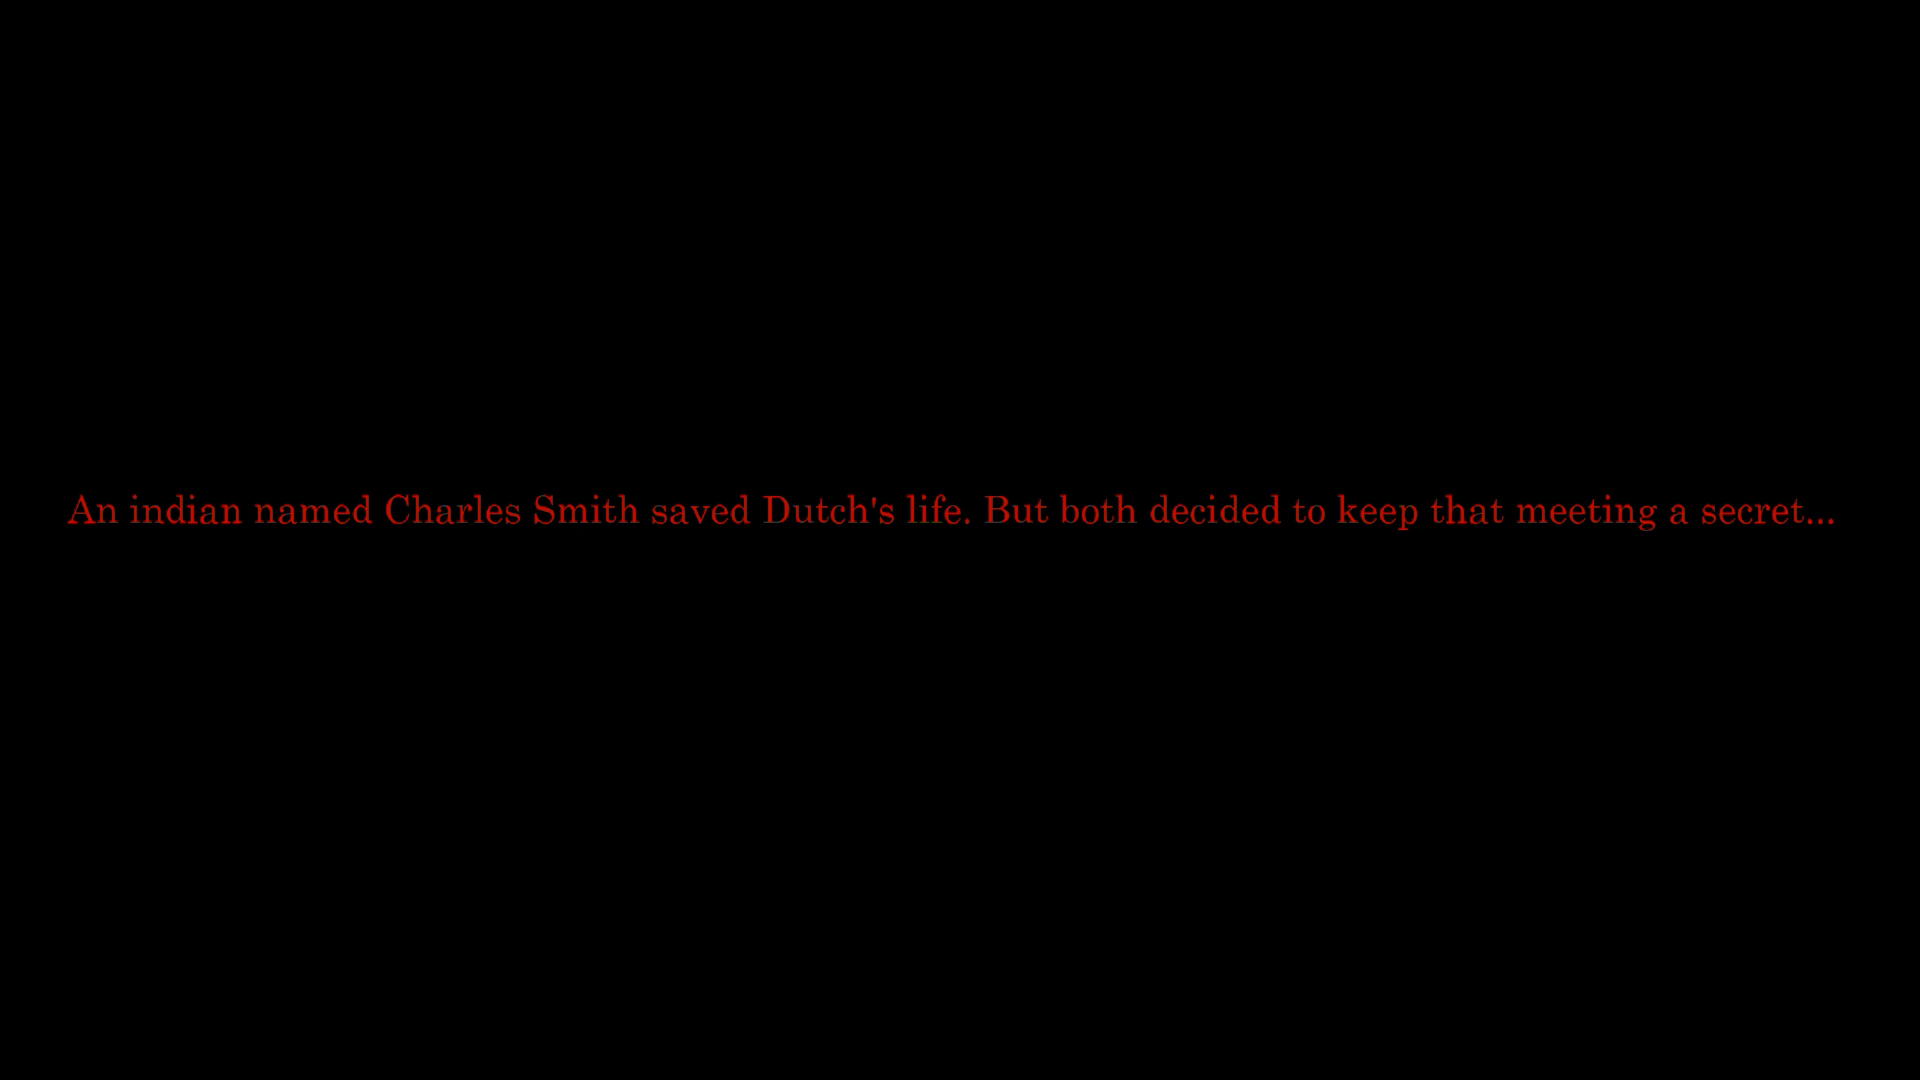 An indian named Charles Smith saved Dutch's life. But both decided to keep that meeting a secret...